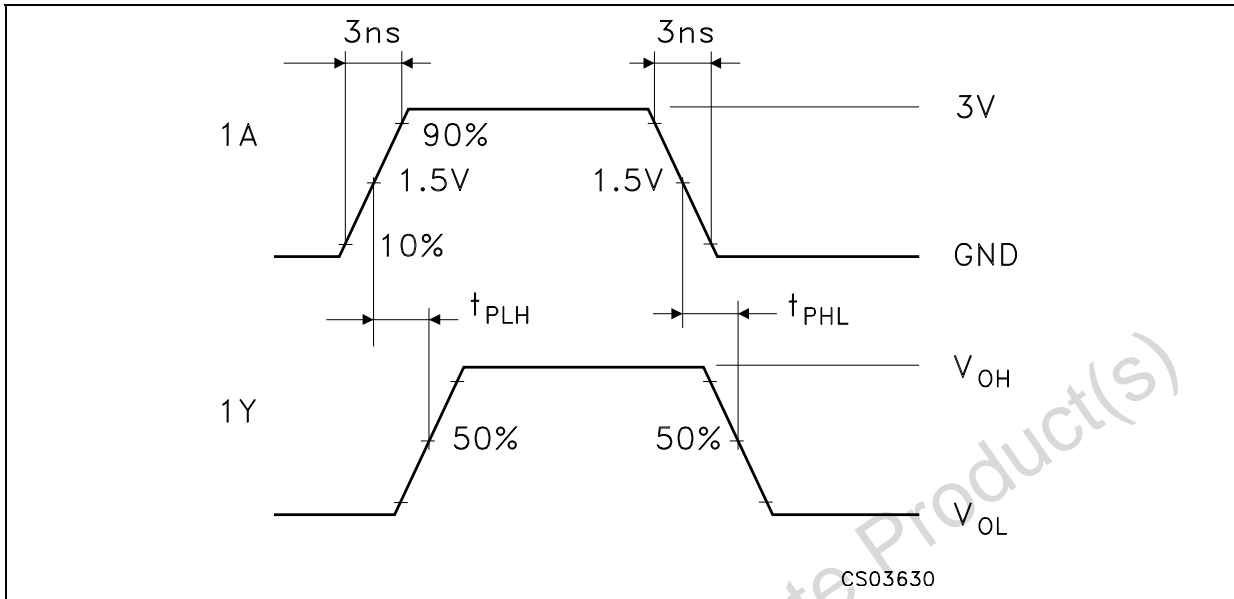 3ns 3ns
3V
1A
90%
1.5V 1.5V
10%
GND
tPLH tPHL
VOH
1Y
50% 50%
VOL
CS03630
te Product(s)